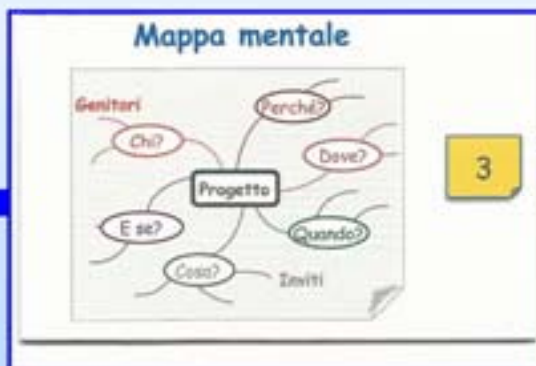 Mappa mentale
Genitori
Perché?
Chi?
Dove?
3
Progetto
E se?
Quando?
Cosa?
Inviti